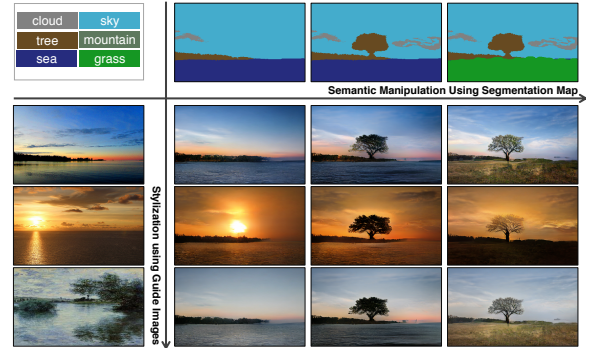 cloud sky
tree mountain
sea grass
Semantic Manipulation Using Segmentation Map
Stylization using Guide Images